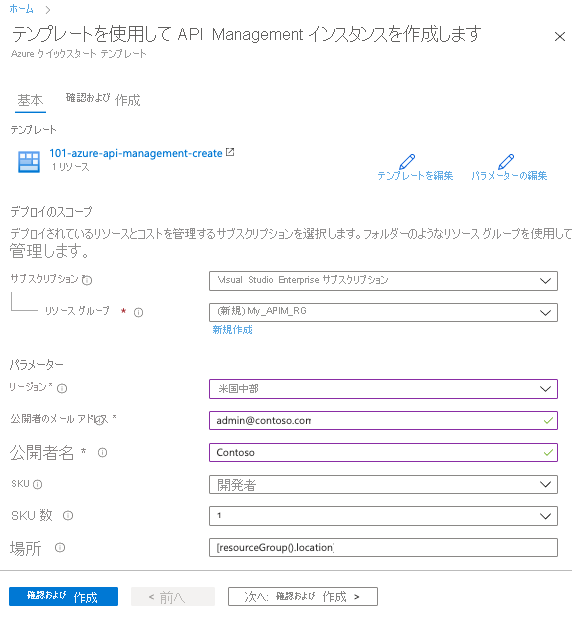 ホーム >
テンプレートを使用して API Management インスタンスを作成します
Azure クイックスタート テンプレート
基本 確認および 作成
テンプレート
101-azure-api-management-create
1 リソース
テンプレートを編集 パラメーターの編集
デプロイのスコープ
デプロイされているリソースとコストを管理するサブスクリプションを選択します。フォルダーのようなリソース グループを使用して
管理します。
サブスクリプション * Visual Studio Enterprise サブスクリプション
リソース グループ * (新規) My_APIM_RG
新規作成
パラメーター
リージョン * 米国中部
公開者のメール アドレス * admin@contoso.com
公開者名 * Contoso
SKU 開発者
SKU 数 1
場所 [resourceGroup().location]
確認および 作成 < 前へ 次へ: 確認および 作成 >